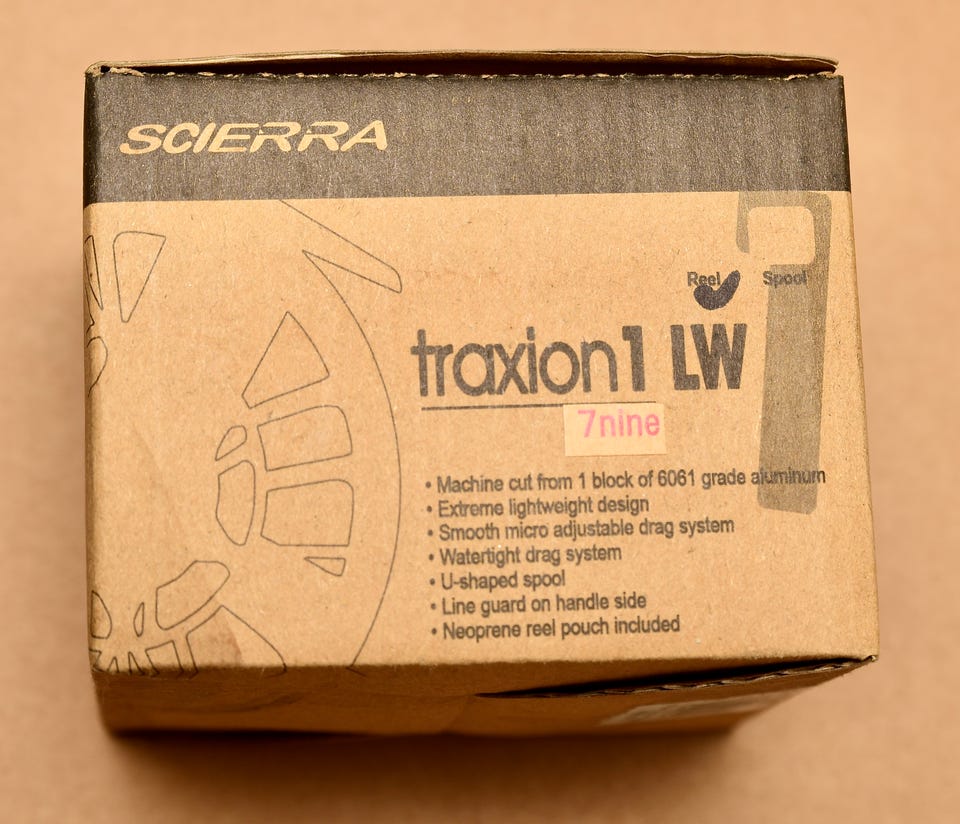 SCIERRA
Reel Spool
traxion1 LW
7nine
• Machine cut from 1 block of 6061 grade aluminum
• Extreme lightweight design
• Smooth micro adjustable drag system
• Watertight drag system
• U-shaped spool
• Line guard on handle side
• Neoprene reel pouch included